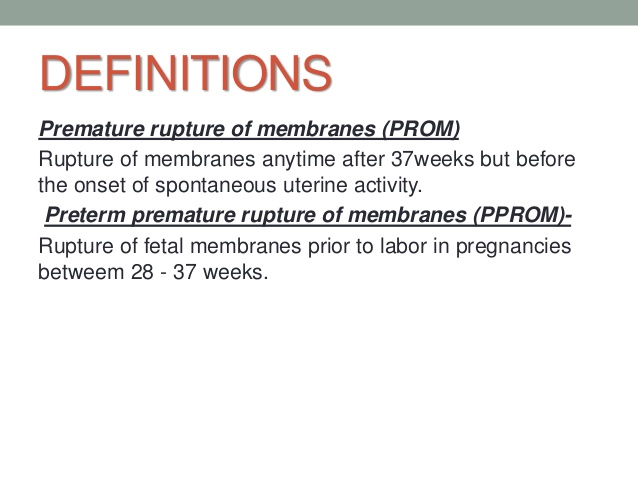 DEFINITIONS
Premature rupture of membranes (PROM)
Rupture of membranes anytime after 37weeks but before
the onset of spontaneous uterine activity.
Preterm premature rupture of membranes (PPROM)-
Rupture of fetal membranes prior to labor in pregnancies
betweem 28 - 37 weeks.